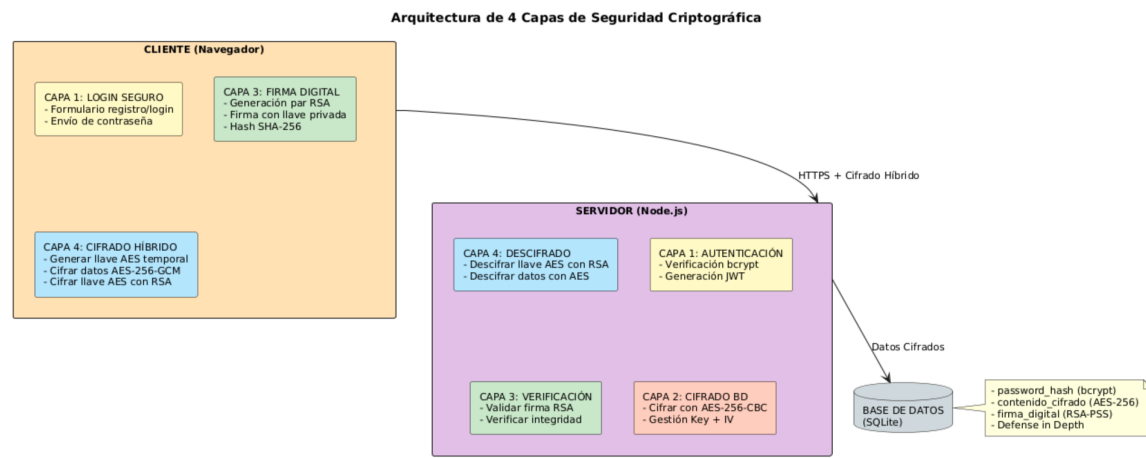 Arquitectura de 4 Capas de Seguridad Criptográfica
CLIENTE (Navegador)
CAPA 1: LOGIN SEGURO
- Formulario registro/login
- Envío de contraseña
CAPA 3: FIRMA DIGITAL
- Generación par RSA
- Firma con llave privada
- Hash SHA-256
CAPA 4: CIFRADO HÍBRIDO
- Generar llave AES temporal
- Cifrar datos AES-256-GCM
- Cifrar llave AES con RSA
HTTPS + Cifrado Híbrido
SERVIDOR (Node.js)
CAPA 4: DESCIFRADO
- Descifrar llave AES con RSA
- Descifrar datos con AES
CAPA 1: AUTENTICACIÓN
- Verificación bcrypt
- Generación JWT
CAPA 3: VERIFICACIÓN
- Validar firma RSA
- Verificar integridad
CAPA 2: CIFRADO BD
- Cifrar con AES-256-CBC
- Gestión Key + IV
Datos Cifrados
BASE DE DATOS
(SQLite)
- password_hash (bcrypt)
- contenido_cifrado (AES-256)
- firma_digital (RSA-PSS)
- Defense in Depth